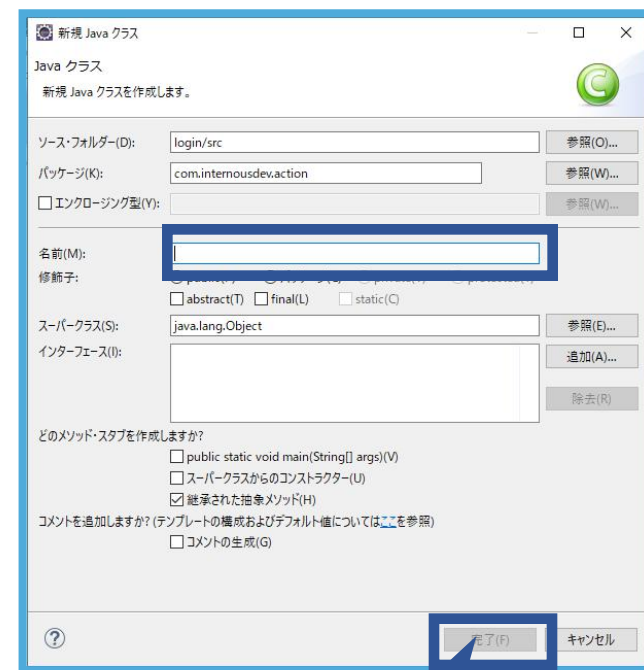 新規 Java クラス
Java クラス
新規 Java クラスを作成します。
ソース・フォルダー(D): login/src 参照(O)...
パッケージ(K): com.internousdev.action 参照(W)...
エンクロージング型(Y): 参照(W)...
名前(M):
修飾子:
abstract(T) final(L) static(C)
スーパークラス(S): java.lang.Object 参照(E)...
インターフェース(I): 追加(A)...
除去(R)
どのメソッド・スタブを作成しますか?
public static void main(String[] args)(V)
スーパークラスからのコンストラクター(U)
継承された抽象メソッド(H)
コメントを追加しますか? (テンプレートの構成およびデフォルト値についてはここを参照)
コメントの生成(G)
完了(F) キャンセル